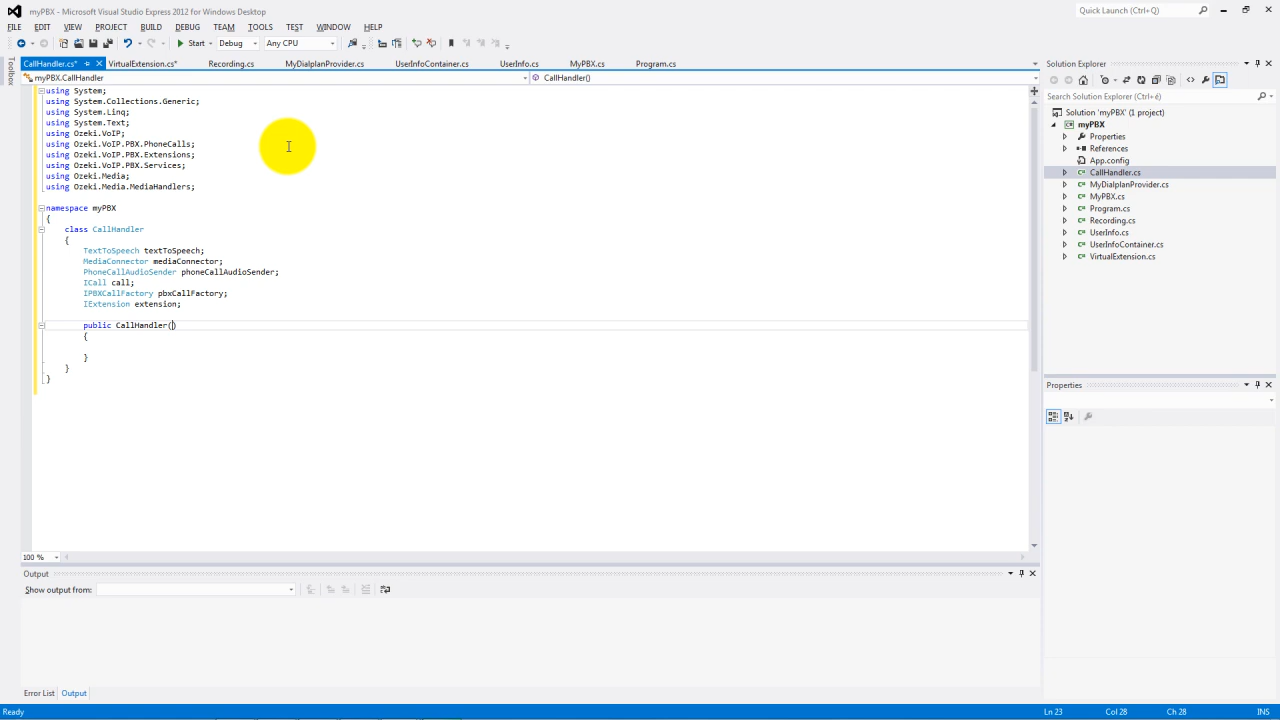 myPBX - Microsoft Visual Studio Express 2012 for Windows Desktop
Quick Launch (Ctrl+Q)
FILE EDIT VIEW PROJECT BUILD DEBUG TEAM TOOLS TEST WINDOW HELP
Start Debug Any CPU
CallHandler.cs* VirtualExtension.cs* Recording.cs MyDialplanProvider.cs UserInfoContainer.cs UserInfo.cs MyPBX.cs Program.cs
Toolbox
myPBX.CallHandler CallHandler()
using System;
using System.Collections.Generic;
using System.Linq;
using System.Text;
using Ozeki.VoIP;
using Ozeki.VoIP.PBX.PhoneCalls;
using Ozeki.VoIP.PBX.Extensions;
using Ozeki.VoIP.PBX.Services;
using Ozeki.Media;
using Ozeki.Media.MediaHandlers;
namespace myPBX
{
class CallHandler
{
TextToSpeech textToSpeech;
MediaConnector mediaConnector;
PhoneCallAudioSender phoneCallAudioSender;
ICall call;
IPBXCallFactory pbxCallFactory;
IExtension extension;
public CallHandler()
{
}
}
}
100 %
Output
Show output from:
Error List Output
Solution Explorer
Search Solution Explorer (Ctrl+é)
Solution 'myPBX' (1 project)
myPBX
Properties
References
App.config
CallHandler.cs
MyDialplanProvider.cs
MyPBX.cs
Program.cs
Recording.cs
UserInfo.cs
UserInfoContainer.cs
VirtualExtension.cs
Properties
Ready Ln 23 Col 28 Ch 28 INS